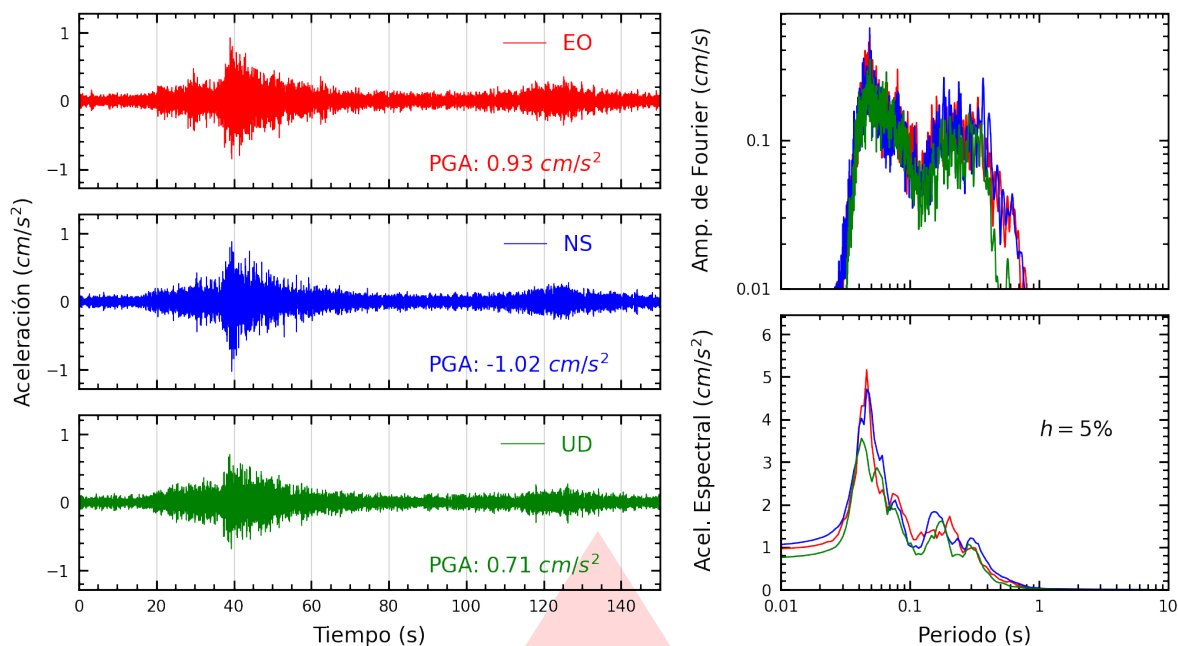 Aceleración (cm/s²)
1
0
−1
EO
PGA: 0.93 cm/s²
1
0
−1
NS
PGA: -1.02 cm/s²
1
0
−1
UD
PGA: 0.71 cm/s²
0 20 40 60 80 100 120 140
Tiempo (s)
Amp. de Fourier (cm/s)
0.1
0.01
Acel. Espectral (cm/s²)
6
5
4
3
2
1
0
h = 5%
0.01 0.1 1 10
Periodo (s)